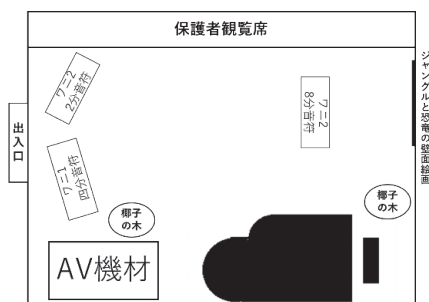 保護者観覧席
ワニ2
2分音符
ワニ2
8分音符
ジャングルと恐竜の壁面絵画
出入口
ワニ1
四分音符
椰子
の木
椰子
の木
AV機材